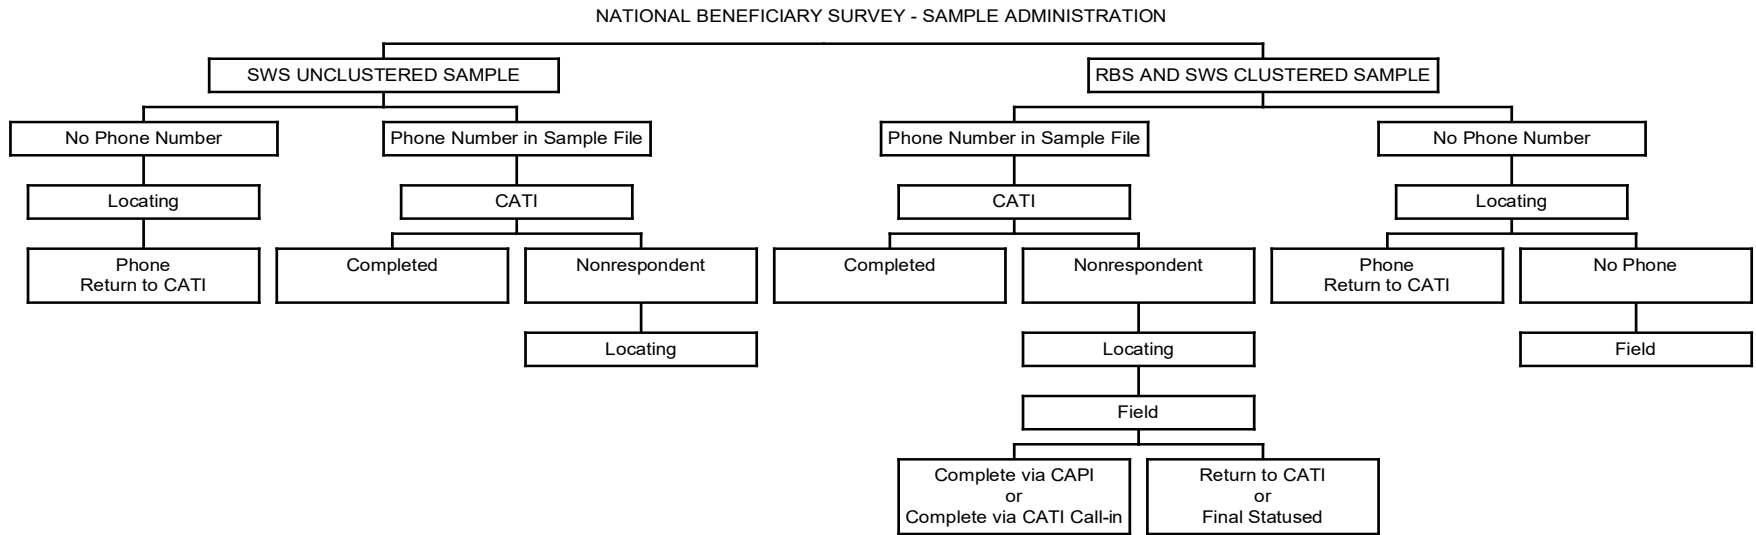 NATIONAL BENEFICIARY SURVEY - SAMPLE ADMINISTRATION
SWS UNCLUSTERED SAMPLE
RBS AND SWS CLUSTERED SAMPLE
No Phone Number
Phone Number in Sample File
Phone Number in Sample File
No Phone Number
Locating
CATI
CATI
Locating
Phone
Return to CATI
Completed
Nonrespondent
Completed
Nonrespondent
Phone
Return to CATI
No Phone
Locating
Locating
Field
Field
Complete via CAPI
or
Complete via CATI Call-in
Return to CATI
or
Final Statused